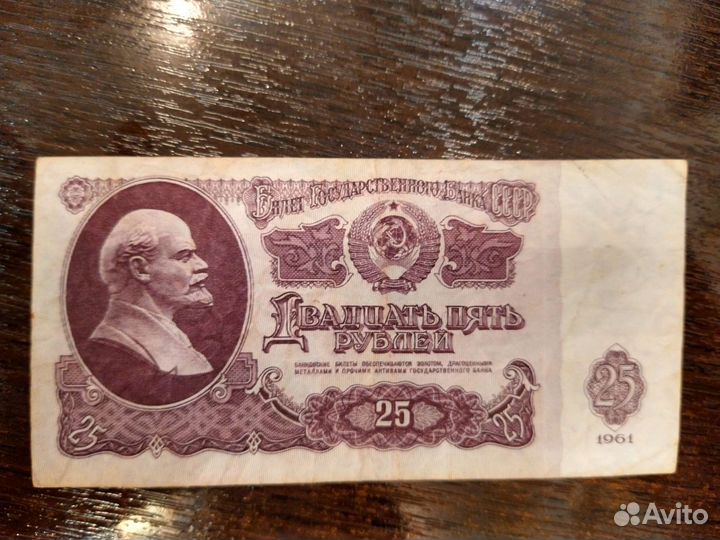 Билет Государственного Банка СССР
Двадцать пять
рублей
БАНКОВСКИЕ БИЛЕТЫ ОБЕСПЕЧИВАЮТСЯ ЗОЛОТОМ, ДРАГОЦЕННЫМИ
МЕТАЛЛАМИ И ПРОЧИМИ АКТИВАМИ ГОСУДАРСТВЕННОГО БАНКА
25
25
25
25
1961
Avito